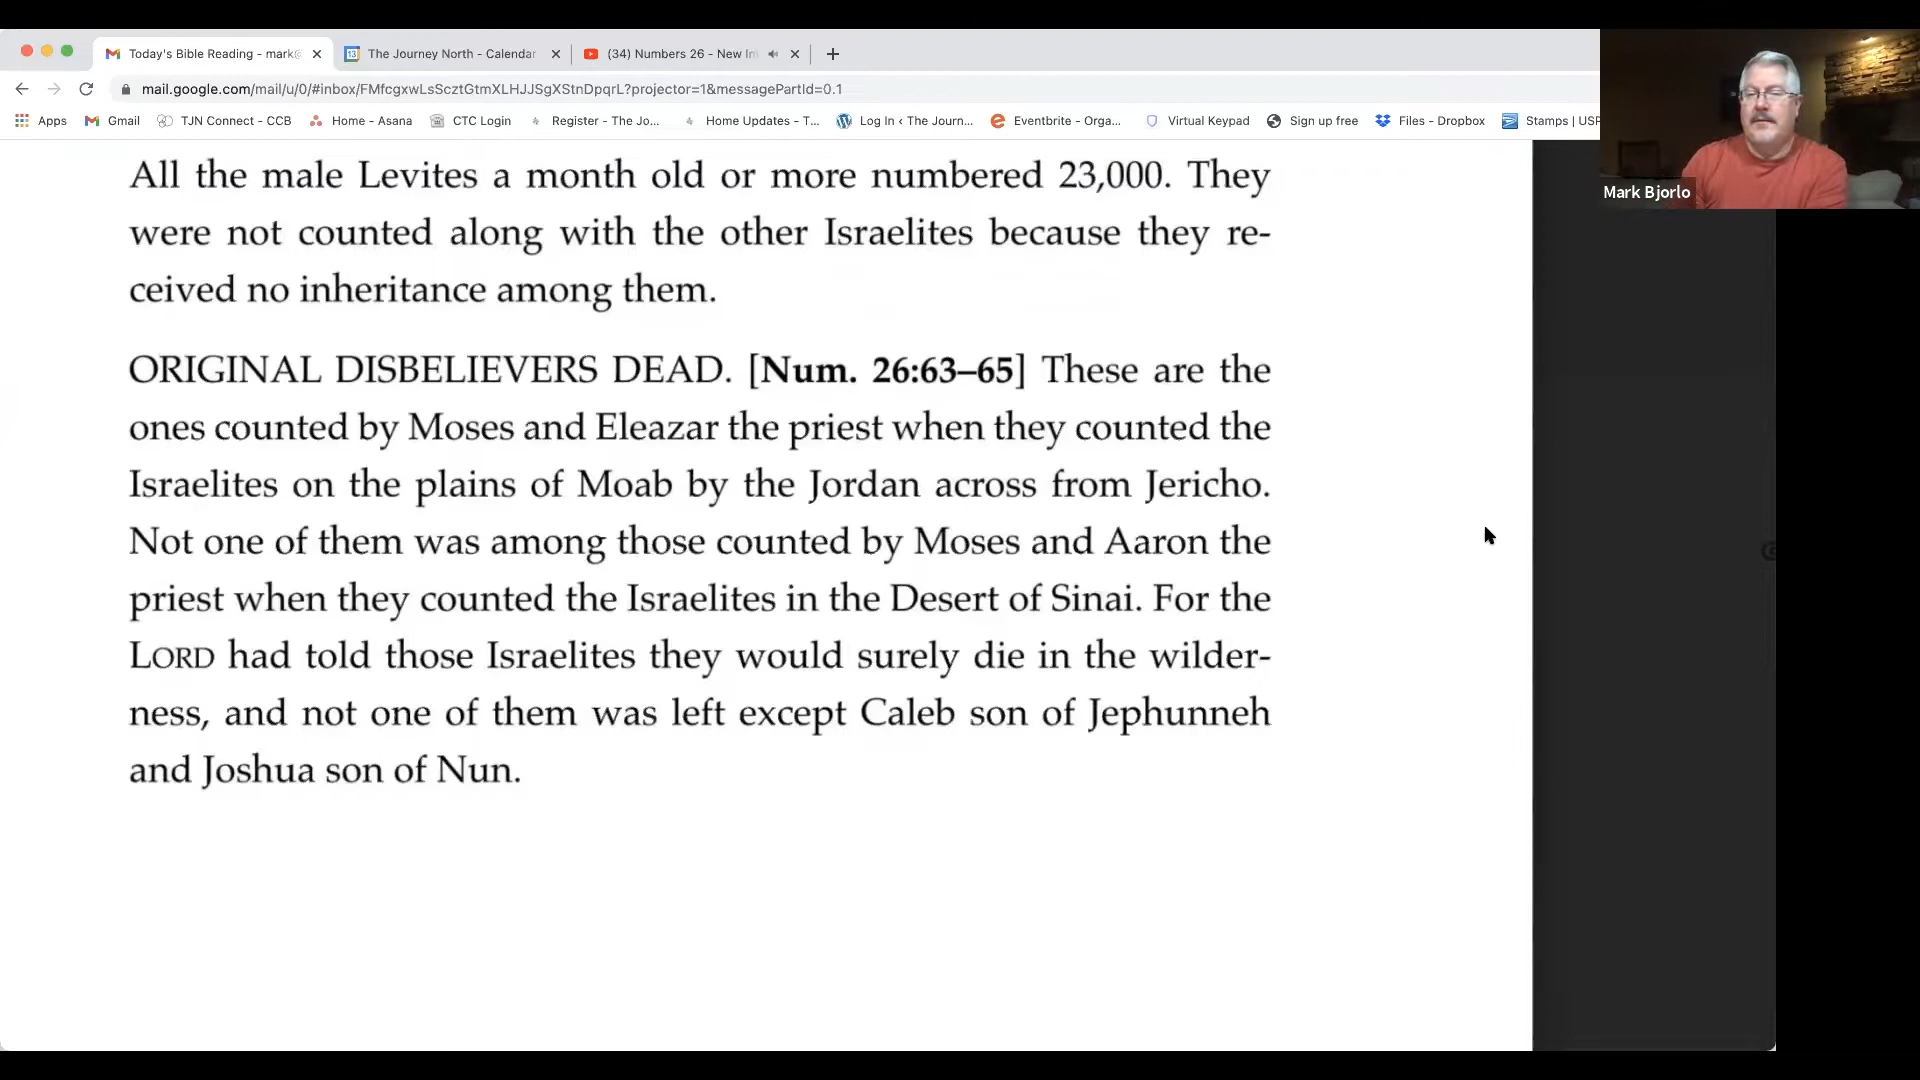 Today's Bible Reading - mark@
The Journey North - Calendar
(34) Numbers 26 - New In
mail.google.com/mail/u/0/#inbox/FMfcgxwLsScztGtmXLHJJSgXStnDpqrL?projector=1&messagePartId=0.1
Apps Gmail TJN Connect - CCB Home - Asana CTC Login Register - The Jo... Home Updates - T... Log In ‹ The Journ... Eventbrite - Orga... Virtual Keypad Sign up free Files - Dropbox Stamps | USP
Mark Bjorlo
All the male Levites a month old or more numbered 23,000. They
were not counted along with the other Israelites because they re-
ceived no inheritance among them.
ORIGINAL DISBELIEVERS DEAD. [Num. 26:63–65] These are the
ones counted by Moses and Eleazar the priest when they counted the
Israelites on the plains of Moab by the Jordan across from Jericho.
Not one of them was among those counted by Moses and Aaron the
priest when they counted the Israelites in the Desert of Sinai. For the
LORD had told those Israelites they would surely die in the wilder-
ness, and not one of them was left except Caleb son of Jephunneh
and Joshua son of Nun.